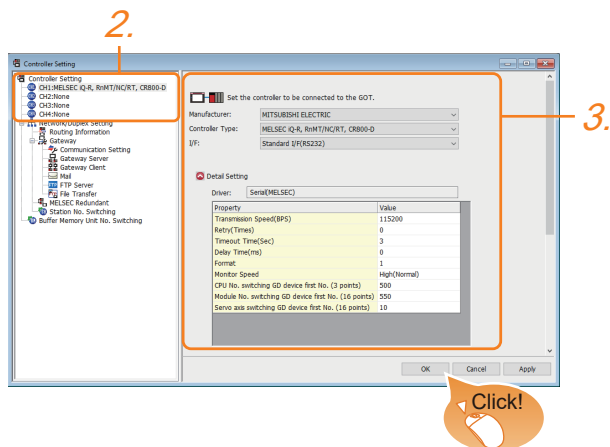 2.
Controller Setting
Controller Setting
CH1:MELSEC iQ-R, RnMT/NC/RT, CR800-D
CH2:None
CH3:None
CH4:None
Network/Duplex Setting
Routing Information
Gateway
Communication Setting
Gateway Server
Gateway Client
Mail
FTP Server
File Transfer
MELSEC Redundant
Station No. Switching
Buffer Memory Unit No. Switching
Set the controller to be connected to the GOT.
Manufacturer: MITSUBISHI ELECTRIC
Controller Type: MELSEC iQ-R, RnMT/NC/RT, CR800-D
I/F: Standard I/F(RS232)
3.
Detail Setting
Driver: Serial(MELSEC)
Property Value
Transmission Speed(BPS) 115200
Retry(Times) 0
Timeout Time(Sec) 3
Delay Time(ms) 0
Format 1
Monitor Speed High(Normal)
CPU No. switching GD device first No. (3 points) 500
Module No. switching GD device first No. (16 points) 550
Servo axis switching GD device first No. (16 points) 10
OK Cancel Apply
Click!